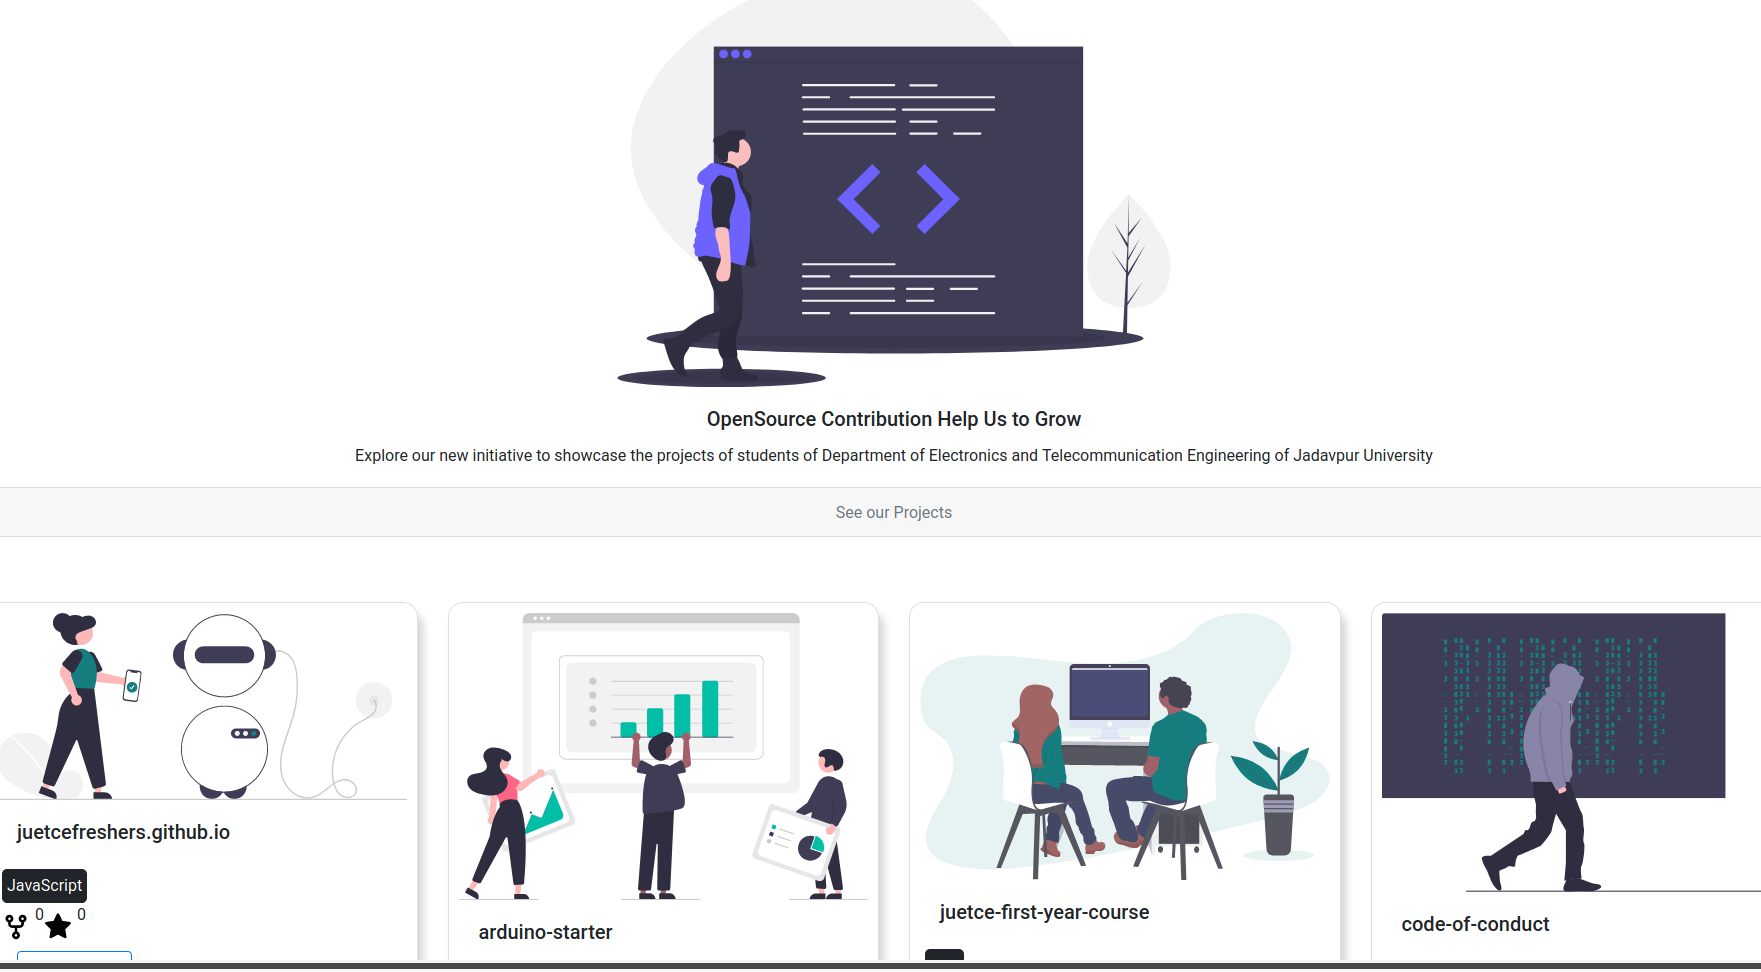 OpenSource Contribution Help Us to Grow
Explore our new initiative to showcase the projects of students of Department of Electronics and Telecommunication Engineering of Jadavpur University
See our Projects
juetcefreshers.github.io
JavaScript
0 0
arduino-starter
juetce-first-year-course
code-of-conduct